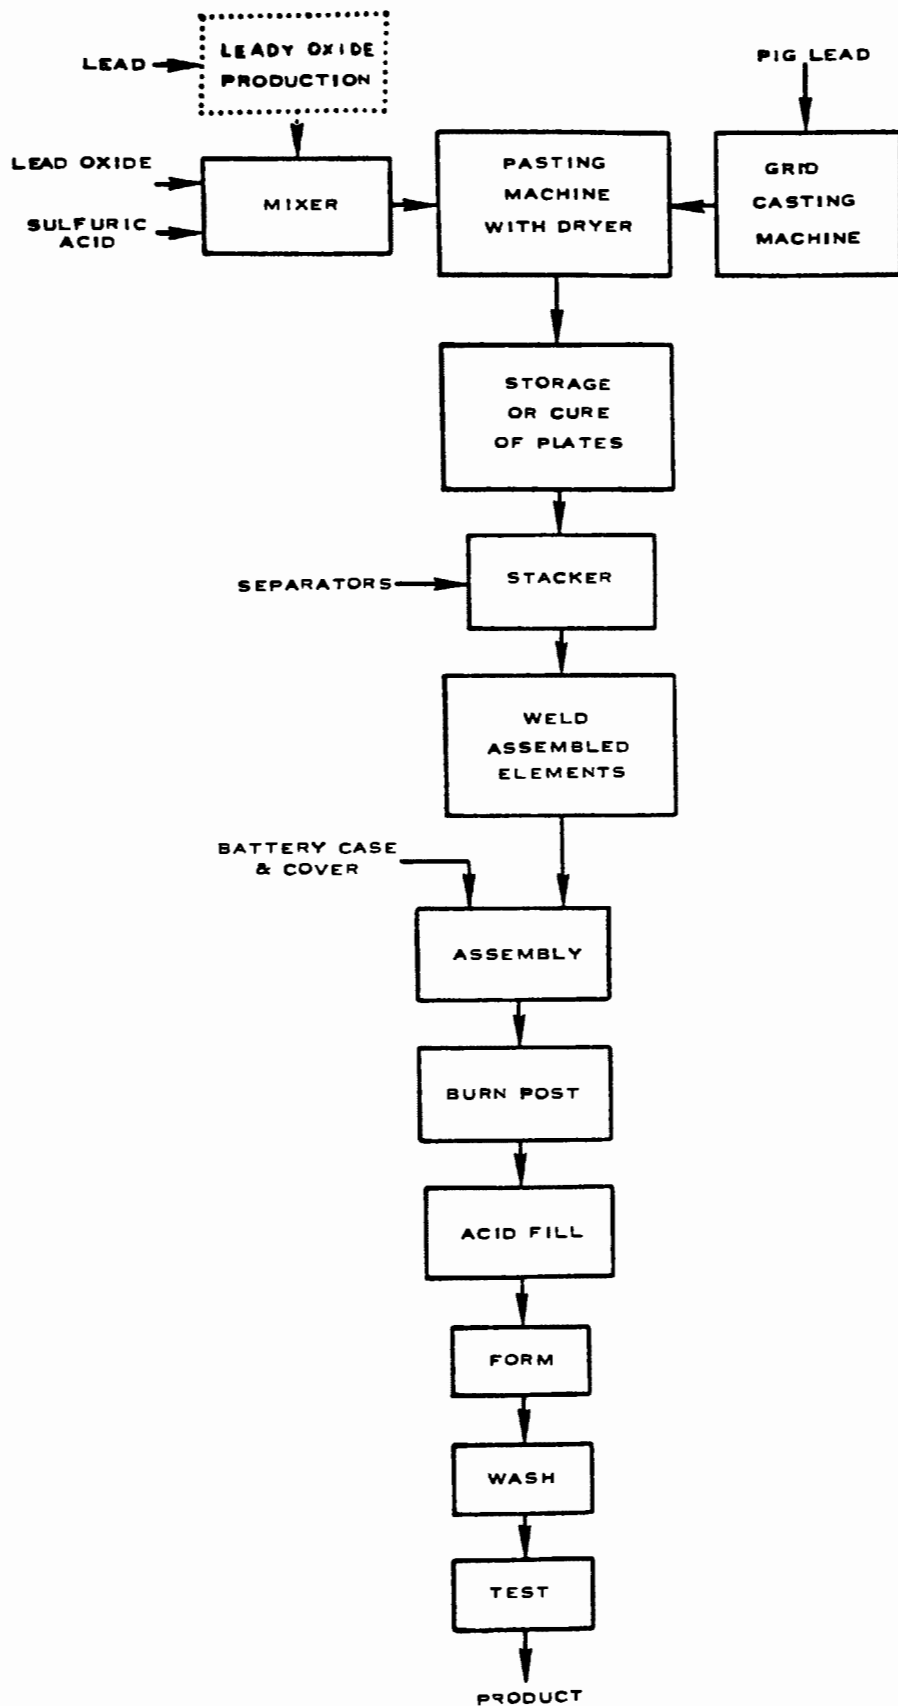 LEAD
LEADY OXIDE
PRODUCTION
PIG LEAD
LEAD OXIDE
SULFURIC
ACID
MIXER
PASTING
MACHINE
WITH DRYER
GRID
CASTING
MACHINE
STORAGE
OR CURE
OF PLATES
SEPARATORS
STACKER
WELD
ASSEMBLED
ELEMENTS
BATTERY CASE
& COVER
ASSEMBLY
BURN POST
ACID FILL
FORM
WASH
TEST
PRODUCT